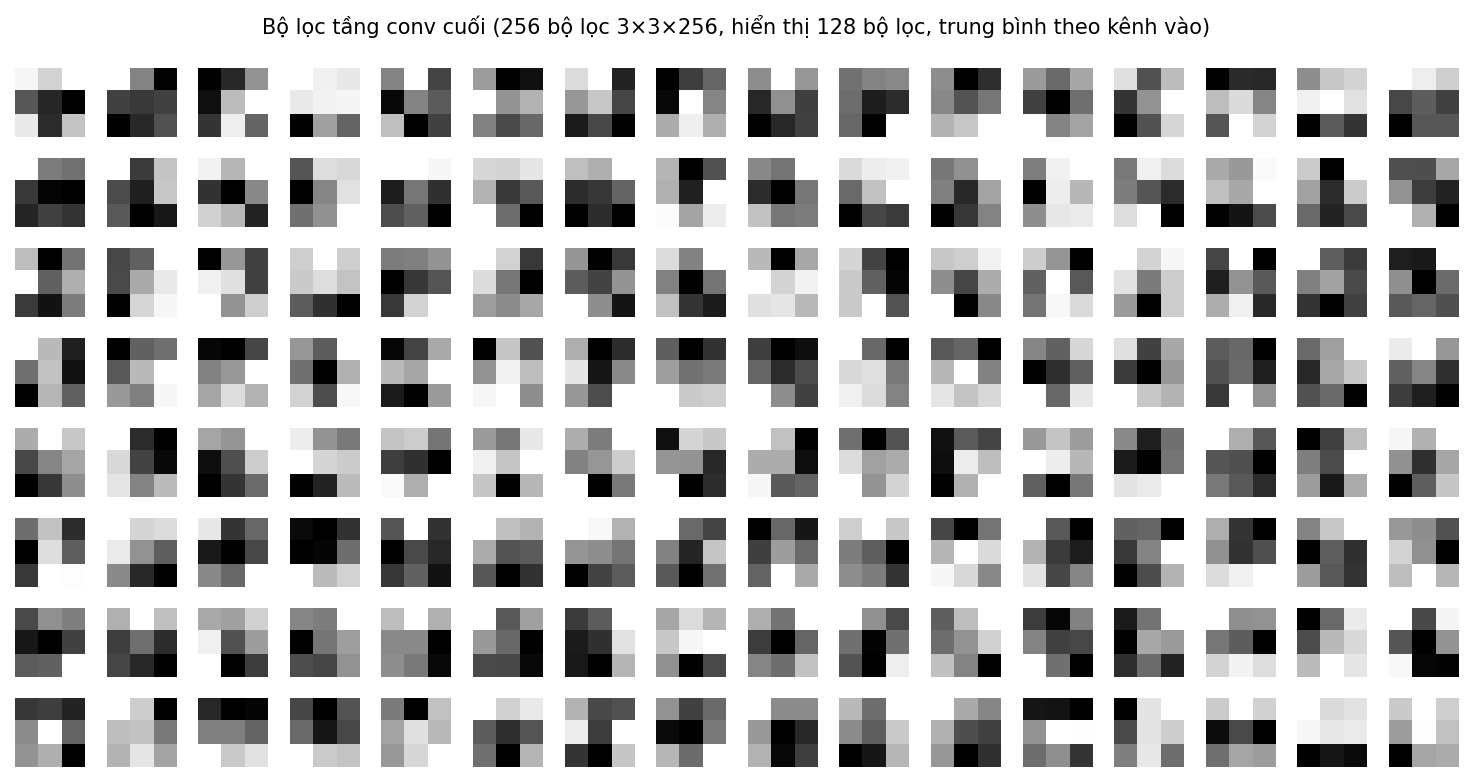 Bộ lọc tầng conv cuối (256 bộ lọc 3×3×256, hiển thị 128 bộ lọc, trung bình theo kênh vào)